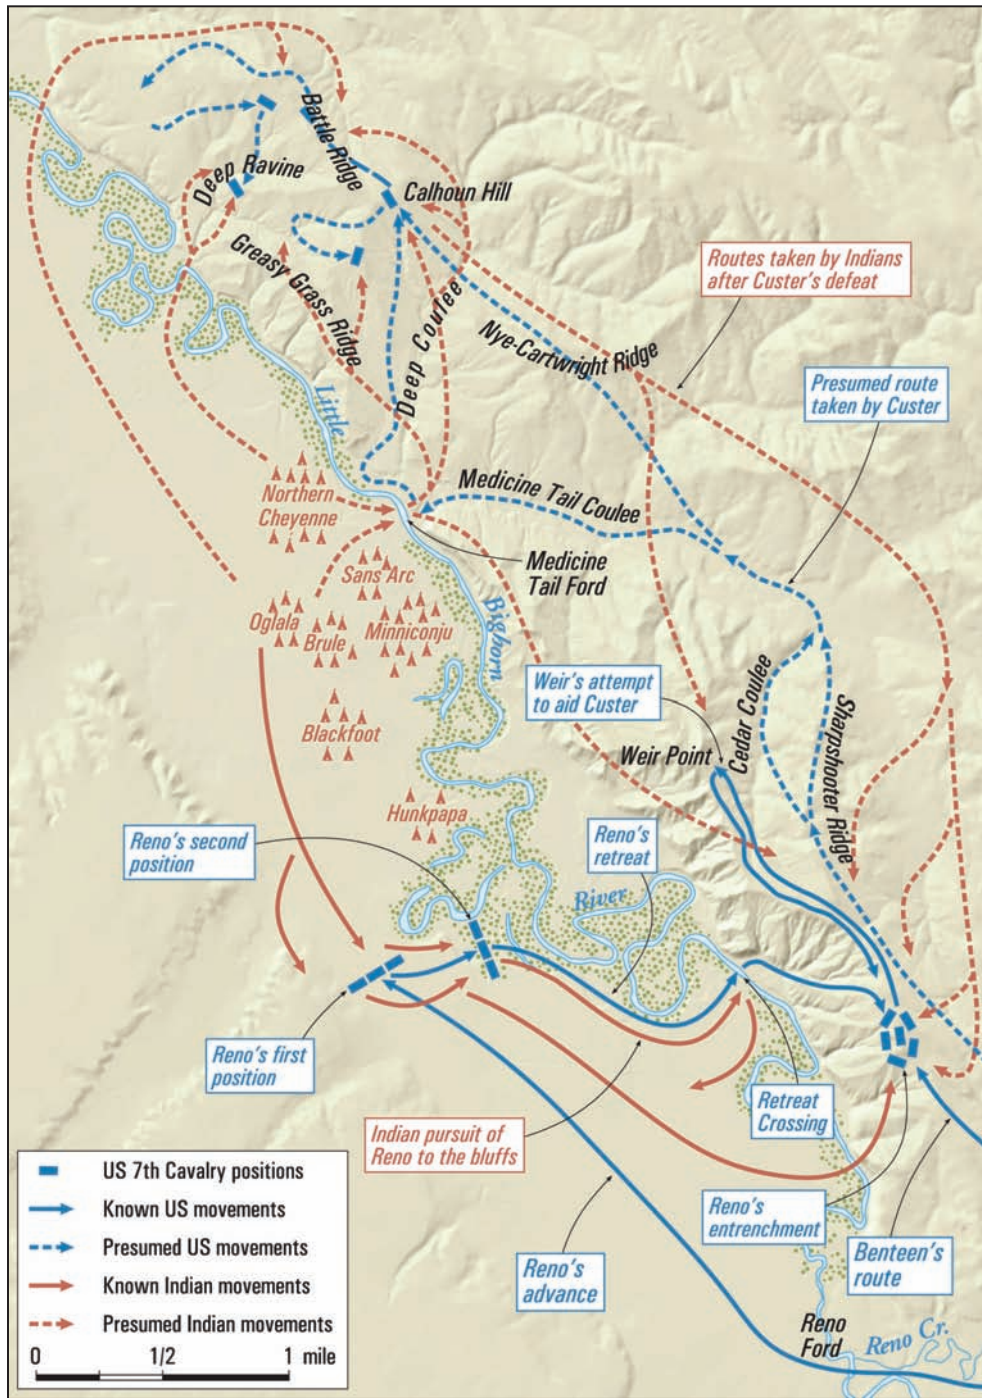 Battle Ridge
Deep Ravine
Calhoun Hill
Greasy Grass Ridge
Deep Coulee
Nye-Cartwright Ridge
Routes taken by Indians
after Custer's defeat
Presumed route
taken by Custer
Little
Bighorn
River
Northern
Cheyenne
Medicine Tail Coulee
Medicine
Tail Ford
Sans Arc
Oglala
Brule
Minniconju
Blackfoot
Hunkpapa
Weir's attempt
to aid Custer
Weir Point
Cedar Coulee
Sharpshooter Ridge
Reno's second
position
Reno's
retreat
Reno's first
position
Indian pursuit of
Reno to the bluffs
Retreat
Crossing
Reno's
entrenchment
Benteen's
route
Reno's
advance
Reno
Ford
Reno Cr.
US 7th Cavalry positions
Known US movements
Presumed US movements
Known Indian movements
Presumed Indian movements
0 1/2 1 mile